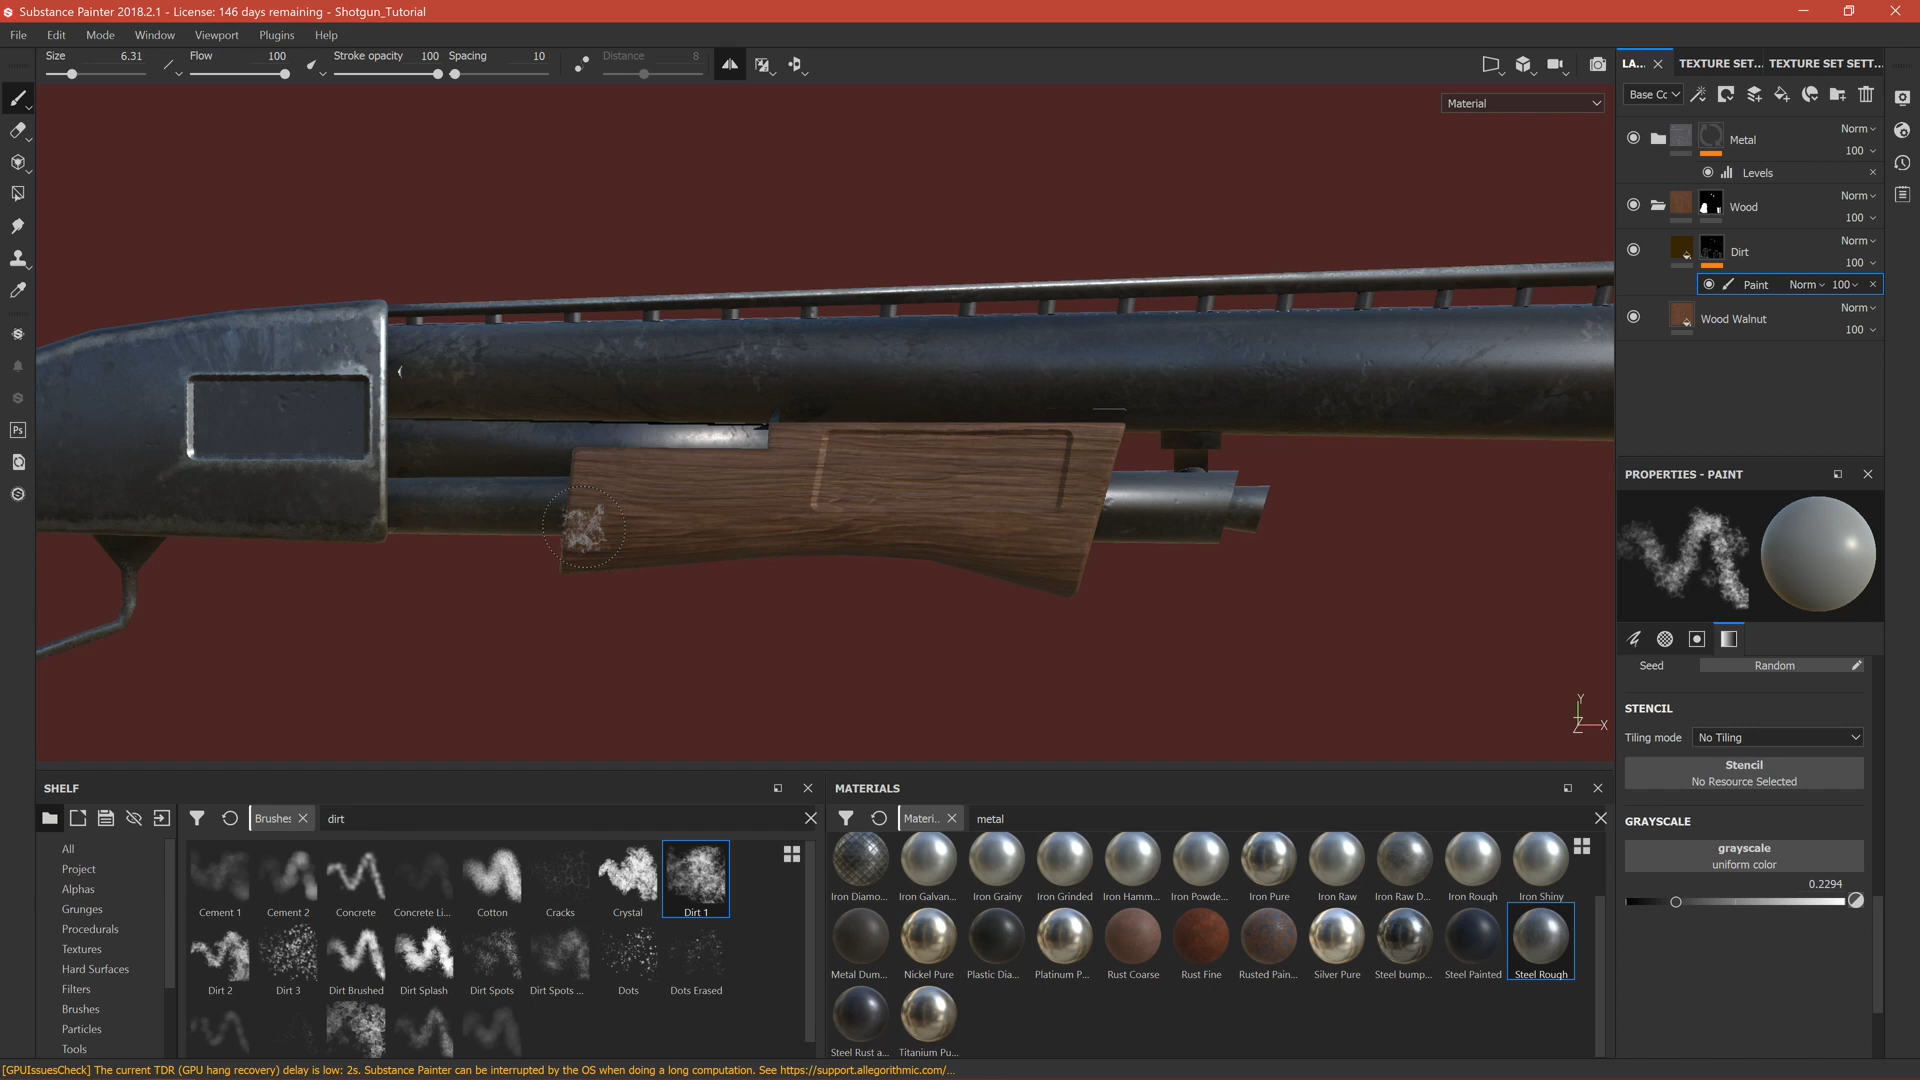 Substance Painter 2018.2.1 - License: 146 days remaining - Shotgun_Tutorial
File Edit Mode Window Viewport Plugins Help
Size 6.31 Flow 100 Stroke opacity 100 Spacing 10 Distance 8
Material
LA... TEXTURE SET... TEXTURE SET SETT...
Base Cc
Metal Norm 100
Levels
Wood Norm 100
Dirt Norm 100
Paint Norm 100
Wood Walnut Norm 100
PROPERTIES - PAINT
Seed Random
STENCIL
Tiling mode No Tiling
Stencil
No Resource Selected
GRAYSCALE
grayscale
uniform color
0.2294
Y
Z X
Ps
SHELF
Brushes dirt
All
Project
Alphas
Grunges
Procedurals
Textures
Hard Surfaces
Filters
Brushes
Particles
Tools
Cement 1 Cement 2 Concrete Concrete Li... Cotton Cracks Crystal Dirt 1
Dirt 2 Dirt 3 Dirt Brushed Dirt Splash Dirt Spots Dirt Spots ... Dots Dots Erased
MATERIALS
Materi.. metal
Iron Diamo... Iron Galvan... Iron Grainy Iron Grinded Iron Hamm... Iron Powde... Iron Pure Iron Raw Iron Raw D... Iron Rough Iron Shiny
Metal Dum... Nickel Pure Plastic Dia... Platinum P... Rust Coarse Rust Fine Rusted Pain... Silver Pure Steel bump... Steel Painted Steel Rough
Steel Rust a... Titanium Pu...
[GPUIssuesCheck] The current TDR (GPU hang recovery) delay is low: 2s. Substance Painter can be interrupted by the OS when doing a long computation. See https://support.allegorithmic.com/...